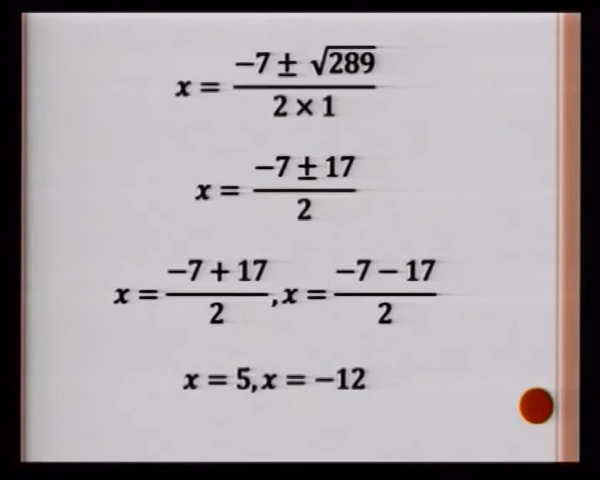 x = (−7 ± √289) / (2 × 1)
x = (−7 ± 17) / 2
x = (−7 + 17) / 2 , x = (−7 − 17) / 2
x = 5, x = −12